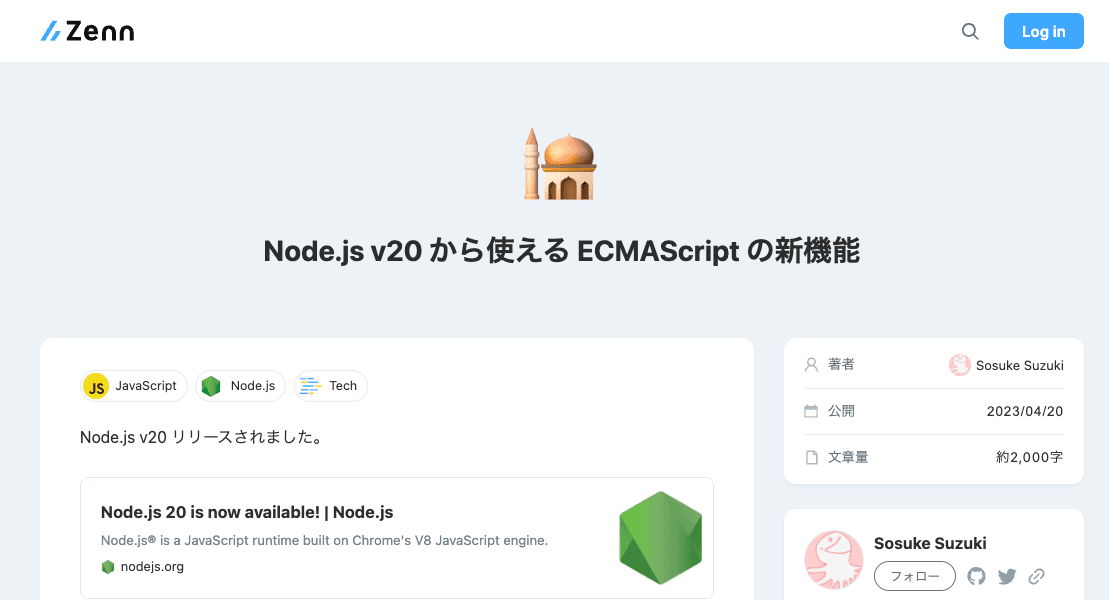 Zenn
Log in
Node.js v20 から使える ECMAScript の新機能
JS JavaScript
Node.js
Tech
Node.js v20 リリースされました。
Node.js 20 is now available! | Node.js
Node.js® is a JavaScript runtime built on Chrome's V8 JavaScript engine.
nodejs.org
著者 Sosuke Suzuki
公開 2023/04/20
文章量 約2,000字
Sosuke Suzuki
フォロー